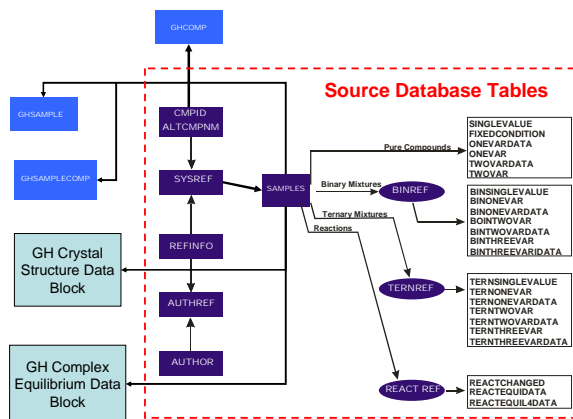 GHCOMP
Source Database Tables
GHSAMPLE
CMPID
ALTCMPNM
GHSAMPLECOMP
SYSREF
SAMPLES
Pure Compounds
SINGLEVALUE
FIXEDCONDITION
ONEVARDATA
ONEVAR
TWOVARDATA
TWOVAR
Binary Mixtures
BINREF
BINSINGLEVALUE
BINONEVAR
BINONEVARDATA
BOINTWOVAR
BINTWOVARDATA
BINTHREEVAR
BINTHREEVARIDATA
Ternary Mixtures
Reactions
REFINFO
GH Crystal
Structure Data
Block
AUTHREF
TERNREF
TERNSINGLEVALUE
TERNONEVAR
TERNONEVARDATA
TERNTWOVAR
TERNTWOVARDATA
TERNTHREEVAR
TERNTHREEVARDATA
GH Complex
Equilibrium Data
Block
AUTHOR
REACT REF
REACTCHANGED
REACTEQUIDATA
REACTEQUIL4DATA